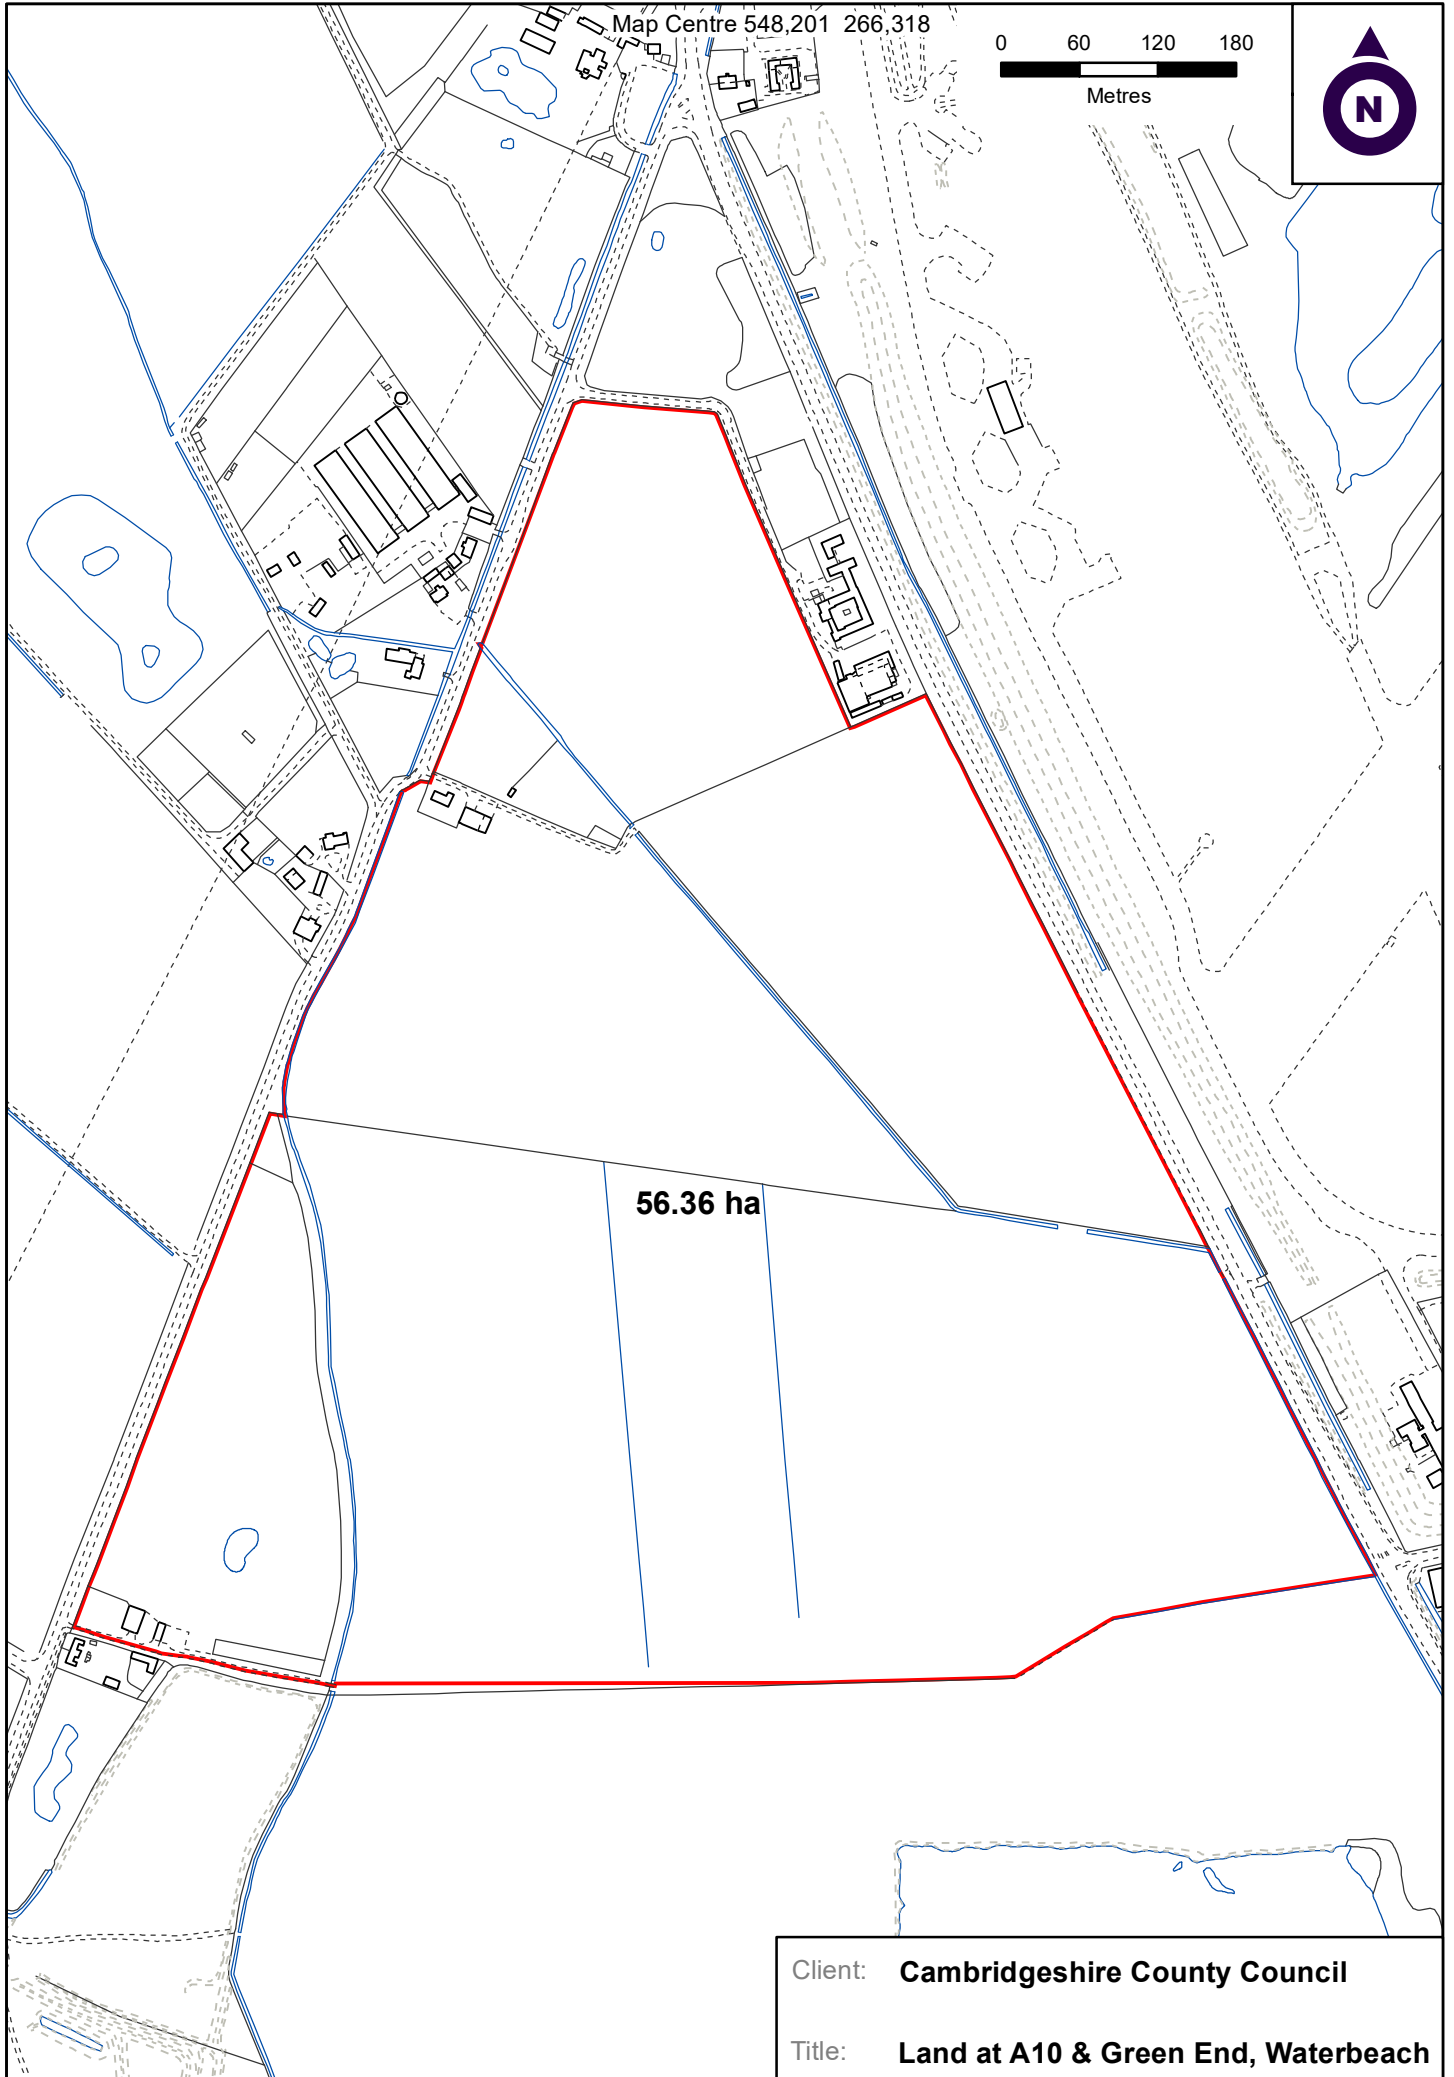 Map Centre 548,201 266,318
0 60 120 180
Metres
N
56.36 ha
Client: Cambridgeshire County Council
Title: Land at A10 & Green End, Waterbeach